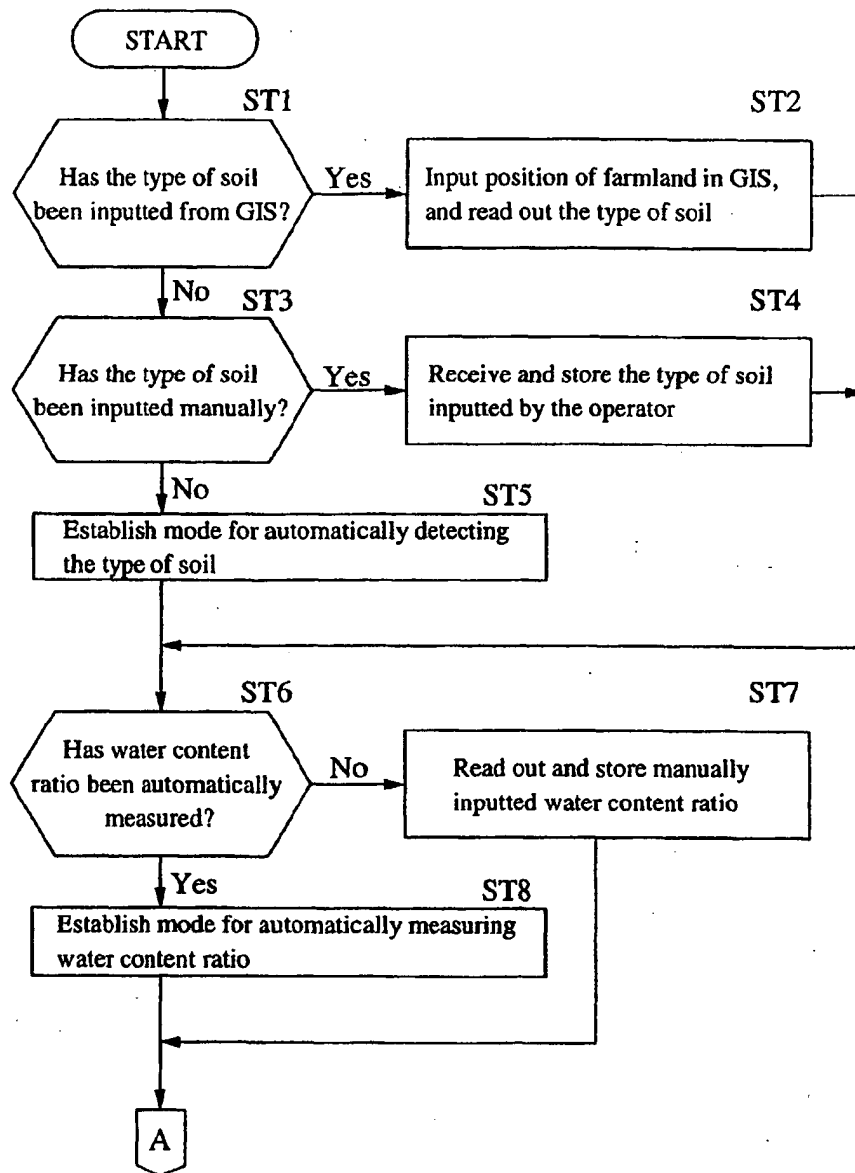 START
ST1
Has the type of soil
been inputted from GIS?
Yes
ST2
Input position of farmland in GIS,
and read out the type of soil
No
ST3
Has the type of soil
been inputted manually?
Yes
ST4
Receive and store the type of soil
inputted by the operator
No
ST5
Establish mode for automatically detecting
the type of soil
ST6
Has water content
ratio been automatically
measured?
No
ST7
Read out and store manually
inputted water content ratio
Yes
ST8
Establish mode for automatically measuring
water content ratio
A